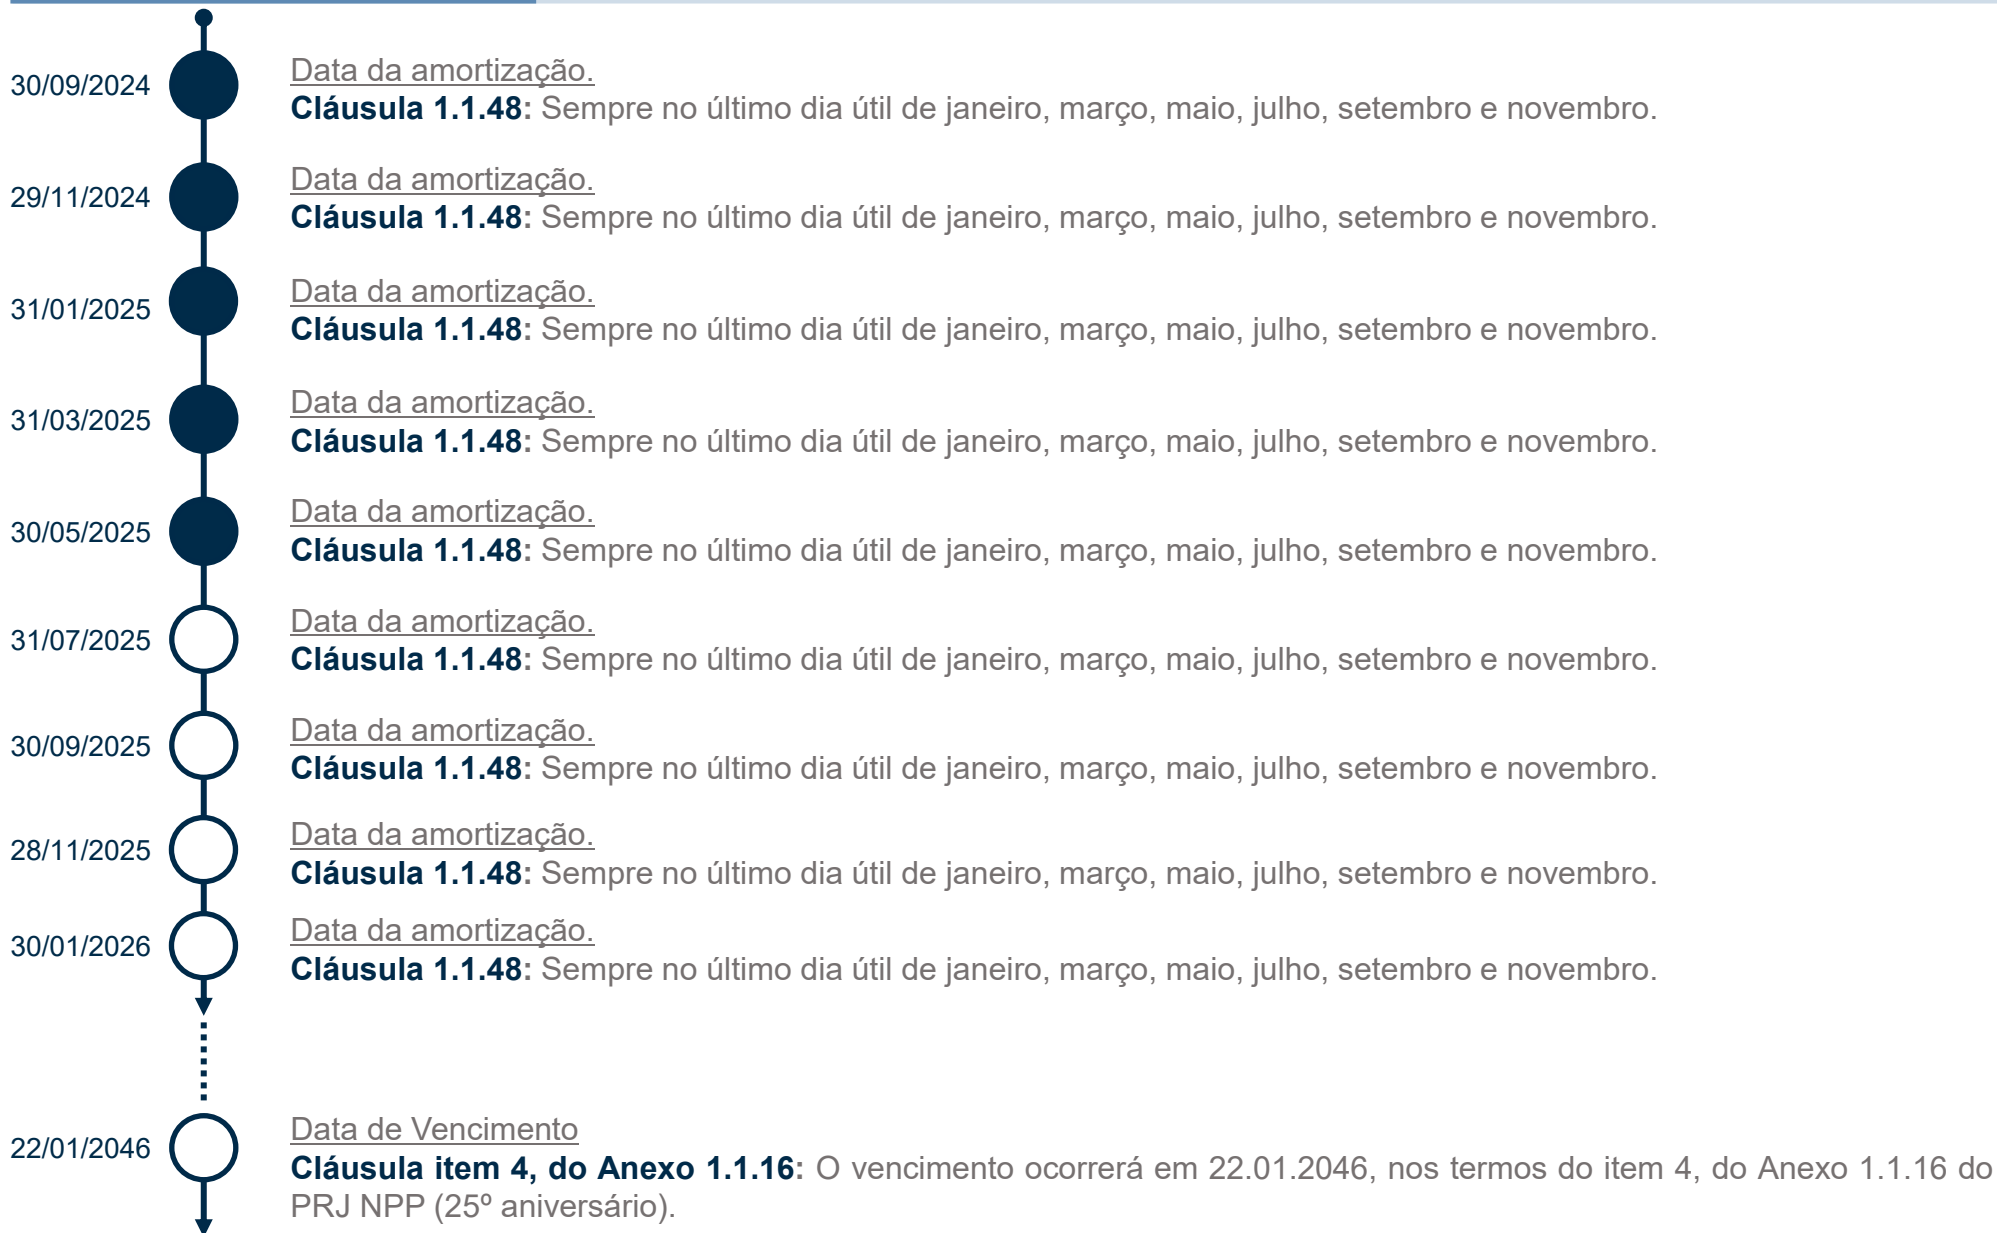 30/09/2024
Data da amortização.
Cláusula 1.1.48: Sempre no último dia útil de janeiro, março, maio, julho, setembro e novembro.
29/11/2024
Data da amortização.
Cláusula 1.1.48: Sempre no último dia útil de janeiro, março, maio, julho, setembro e novembro.
31/01/2025
Data da amortização.
Cláusula 1.1.48: Sempre no último dia útil de janeiro, março, maio, julho, setembro e novembro.
31/03/2025
Data da amortização.
Cláusula 1.1.48: Sempre no último dia útil de janeiro, março, maio, julho, setembro e novembro.
30/05/2025
Data da amortização.
Cláusula 1.1.48: Sempre no último dia útil de janeiro, março, maio, julho, setembro e novembro.
31/07/2025
Data da amortização.
Cláusula 1.1.48: Sempre no último dia útil de janeiro, março, maio, julho, setembro e novembro.
30/09/2025
Data da amortização.
Cláusula 1.1.48: Sempre no último dia útil de janeiro, março, maio, julho, setembro e novembro.
28/11/2025
Data da amortização.
Cláusula 1.1.48: Sempre no último dia útil de janeiro, março, maio, julho, setembro e novembro.
30/01/2026
Data da amortização.
Cláusula 1.1.48: Sempre no último dia útil de janeiro, março, maio, julho, setembro e novembro.
22/01/2046
Data de Vencimento
Cláusula item 4, do Anexo 1.1.16: O vencimento ocorrerá em 22.01.2046, nos termos do item 4, do Anexo 1.1.16 do
PRJ NPP (25º aniversário).